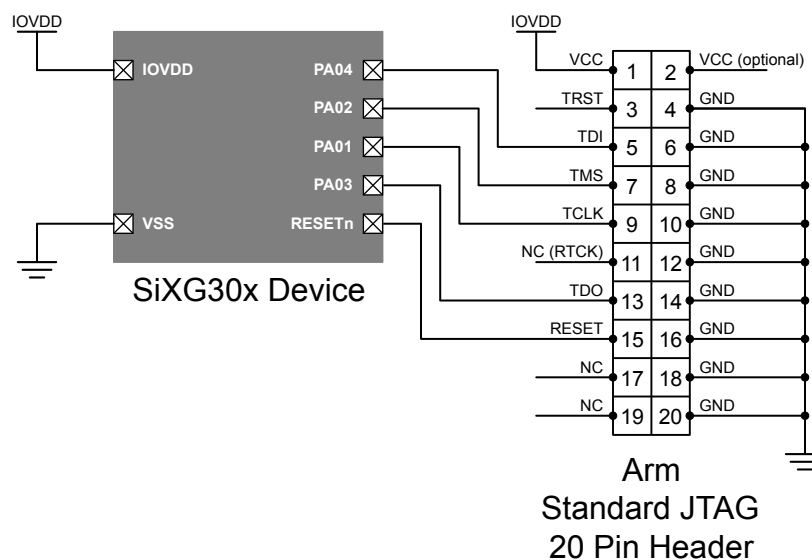 IOVDD
IOVDD
IOVDD
PA04
PA02
PA01
PA03
VSS
RESETn
SiXG30x Device
VCC
1
2
VCC (optional)
TRST
3
4
GND
TDI
5
6
GND
TMS
7
8
GND
TCLK
9
10
GND
NC (RTCK)
11
12
GND
TDO
13
14
GND
RESET
15
16
GND
NC
17
18
GND
NC
19
20
GND
Arm
Standard JTAG
20 Pin Header